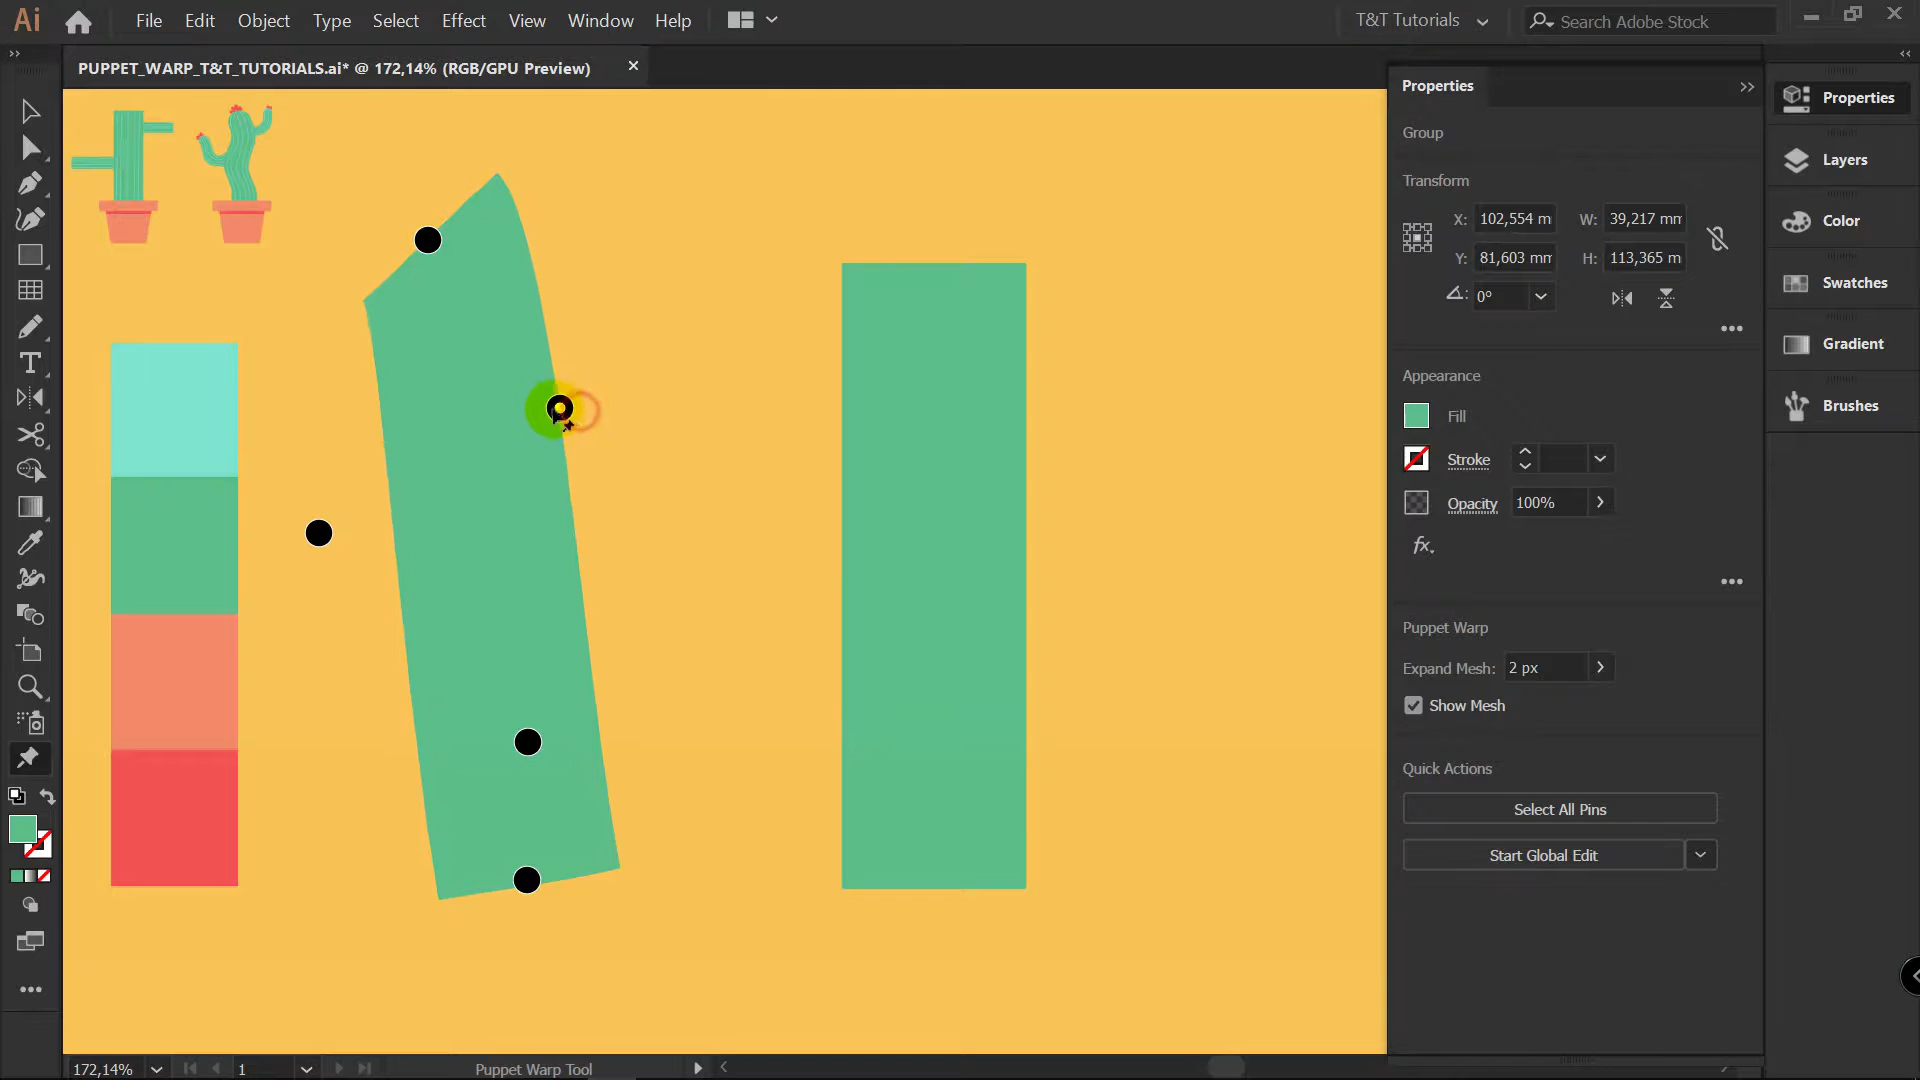 Ai File Edit Object Type Select Effect View Window Help T&T Tutorials Search Adobe Stock
PUPPET_WARP_T&T_TUTORIALS.ai* @ 172,14% (RGB/GPU Preview)
Properties
Group
Transform
X: 102,554 m W: 39,217 mm
Y: 81,603 mm H: 113,365 m
0°
Appearance
Fill
Stroke
Opacity 100%
fx.
Puppet Warp
Expand Mesh: 2 px
Show Mesh
Quick Actions
Select All Pins
Start Global Edit
Properties
Layers
Color
Swatches
Gradient
Brushes
172,14% 1 Puppet Warp Tool